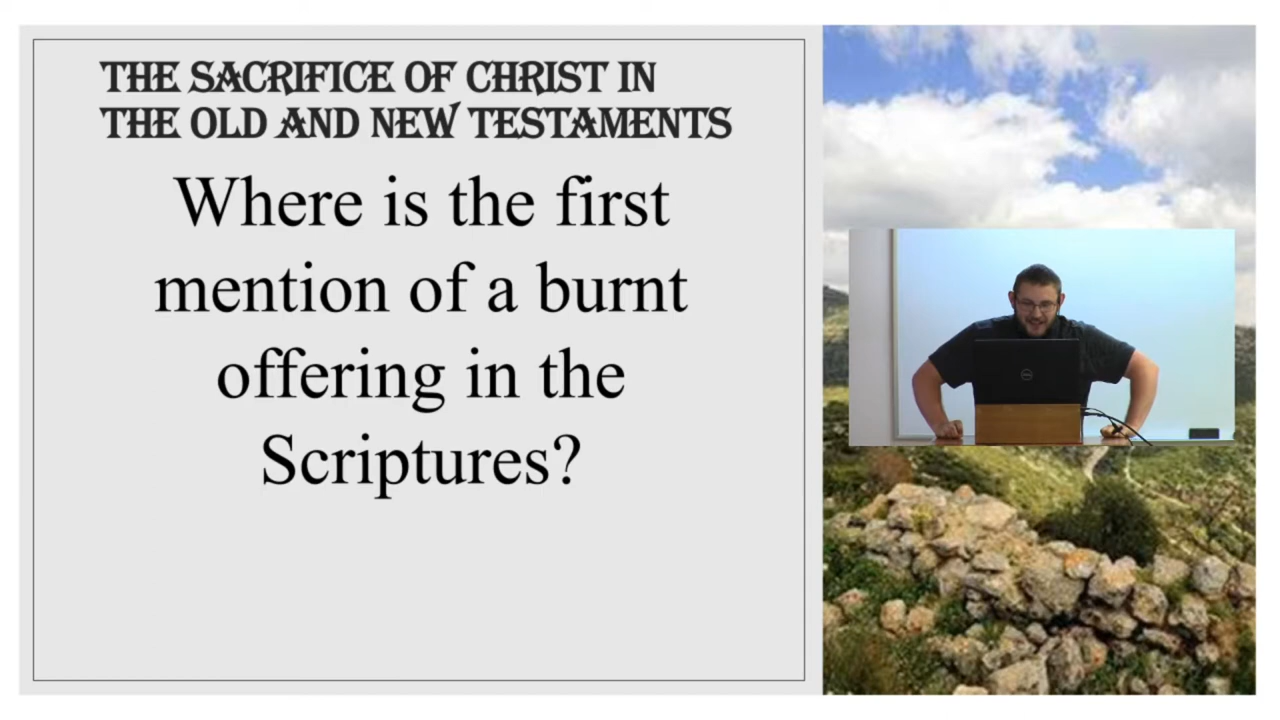 THE SACRIFICE OF CHRIST IN
THE OLD AND NEW TESTAMENTS
Where is the first
mention of a burnt
offering in the
Scriptures?